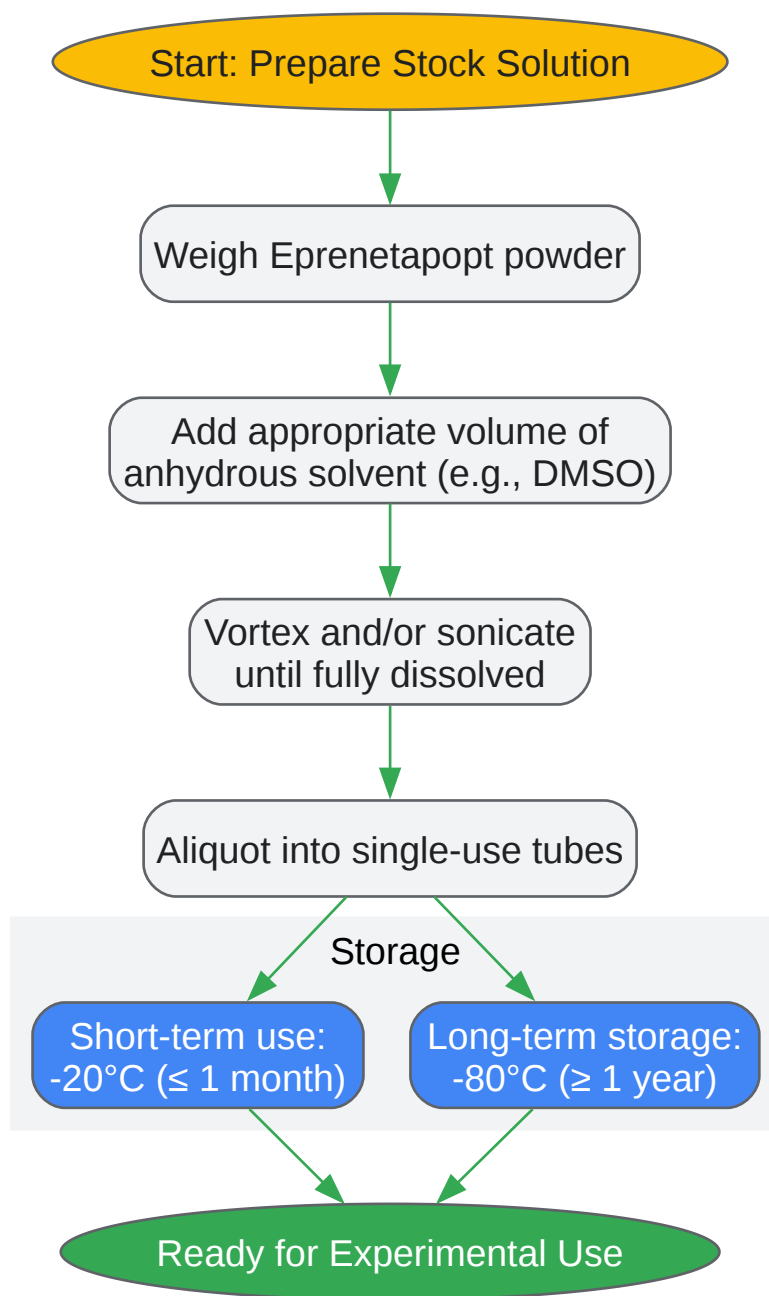 Start: Prepare Stock Solution
Weigh Eprenetapopt powder
Add appropriate volume of
anhydrous solvent (e.g., DMSO)
Vortex and/or sonicate
until fully dissolved
Aliquot into single-use tubes
Storage
Short-term use:
-20°C (≤ 1 month)
Long-term storage:
-80°C (≥ 1 year)
Ready for Experimental Use